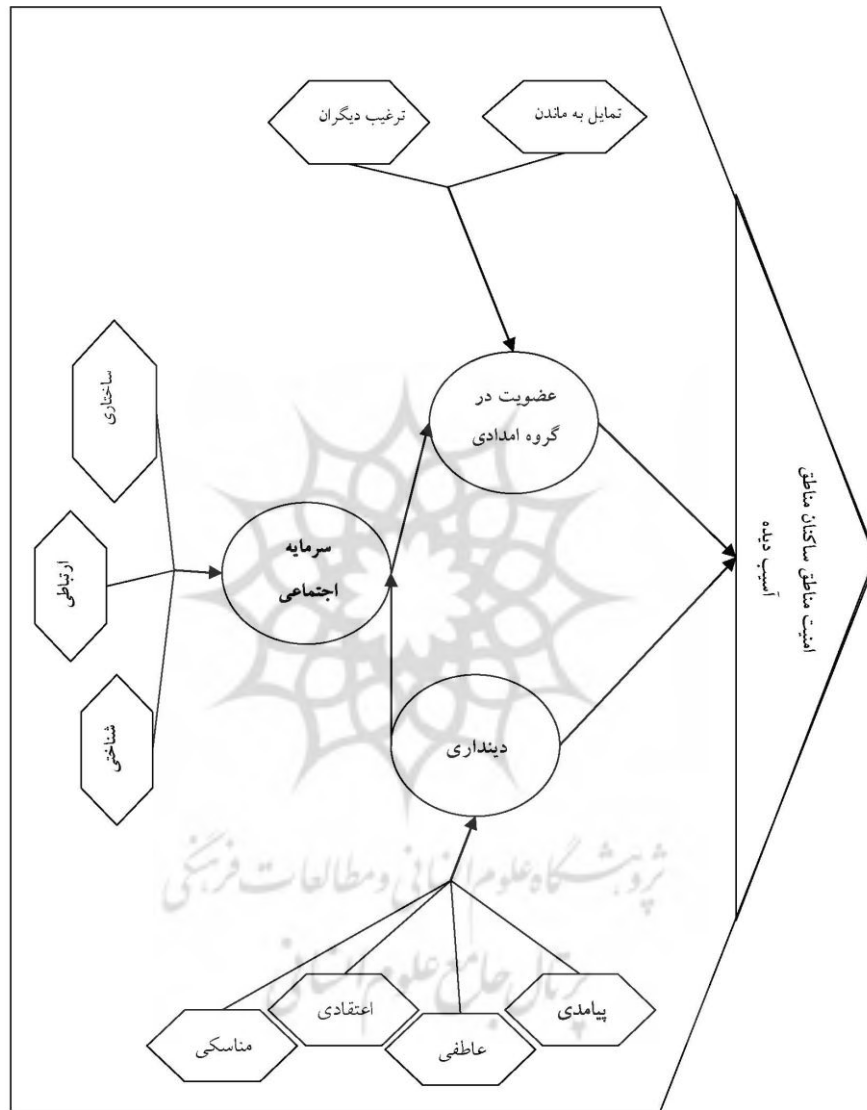 تمایل به ماندن
ترغیب دیگران
عضویت در
گروه امدادی
امنیت مناطق ساکنان مناطق
آسیب دیده
ساختاری
ارتباطی
شناختی
سرمایه
اجتماعی
دینداری
پژوهشگاه علوم انسانی و مطالعات فرهنگی
پرتال جامع علوم انسانی
پیامدی
عاطفی
اعتقادی
مناسکی